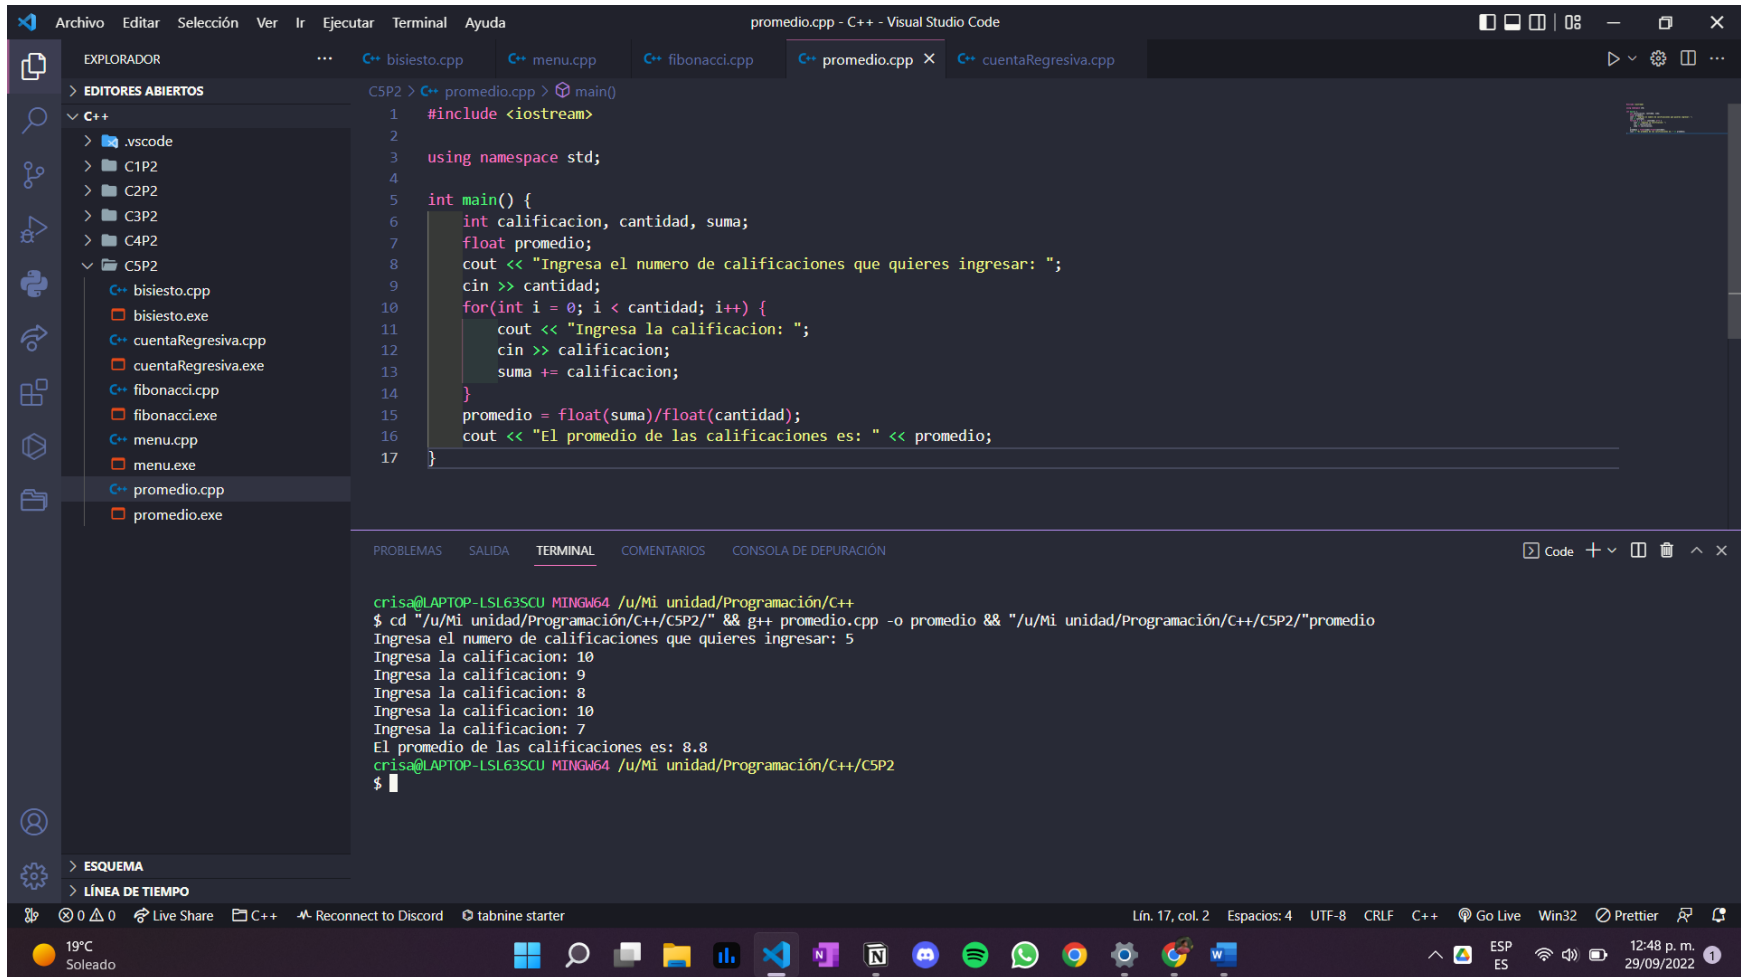 Archivo Editar Selección Ver Ir Ejecutar Terminal Ayuda promedio.cpp - C++ - Visual Studio Code
EXPLORADOR
bisiesto.cpp menu.cpp fibonacci.cpp promedio.cpp cuentaRegresiva.cpp
EDITORES ABIERTOS
C++
.vscode
C1P2
C2P2
C3P2
C4P2
C5P2
bisiesto.cpp
bisiesto.exe
cuentaRegresiva.cpp
cuentaRegresiva.exe
fibonacci.cpp
fibonacci.exe
menu.cpp
menu.exe
promedio.cpp
promedio.exe
ESQUEMA
LÍNEA DE TIEMPO
C5P2 > promedio.cpp > main()
1 #include <iostream>
2
3 using namespace std;
4
5 int main() {
6 int calificacion, cantidad, suma;
7 float promedio;
8 cout << "Ingresa el numero de calificaciones que quieres ingresar: ";
9 cin >> cantidad;
10 for(int i = 0; i < cantidad; i++) {
11 cout << "Ingresa la calificacion: ";
12 cin >> calificacion;
13 suma += calificacion;
14 }
15 promedio = float(suma)/float(cantidad);
16 cout << "El promedio de las calificaciones es: " << promedio;
17 }
PROBLEMAS SALIDA TERMINAL COMENTARIOS CONSOLA DE DEPURACIÓN Code
crisa@LAPTOP-LSL63SCU MINGW64 /u/Mi unidad/Programación/C++
$ cd "/u/Mi unidad/Programación/C++/C5P2/" && g++ promedio.cpp -o promedio && "/u/Mi unidad/Programación/C++/C5P2/"promedio
Ingresa el numero de calificaciones que quieres ingresar: 5
Ingresa la calificacion: 10
Ingresa la calificacion: 9
Ingresa la calificacion: 8
Ingresa la calificacion: 10
Ingresa la calificacion: 7
El promedio de las calificaciones es: 8.8
crisa@LAPTOP-LSL63SCU MINGW64 /u/Mi unidad/Programación/C++/C5P2
$
0 0 Live Share C++ Reconnect to Discord tabnine starter Lín. 17, col. 2 Espacios: 4 UTF-8 CRLF C++ Go Live Win32 Prettier
19°C
Soleado
ESP
ES
12:48 p. m.
29/09/2022
1